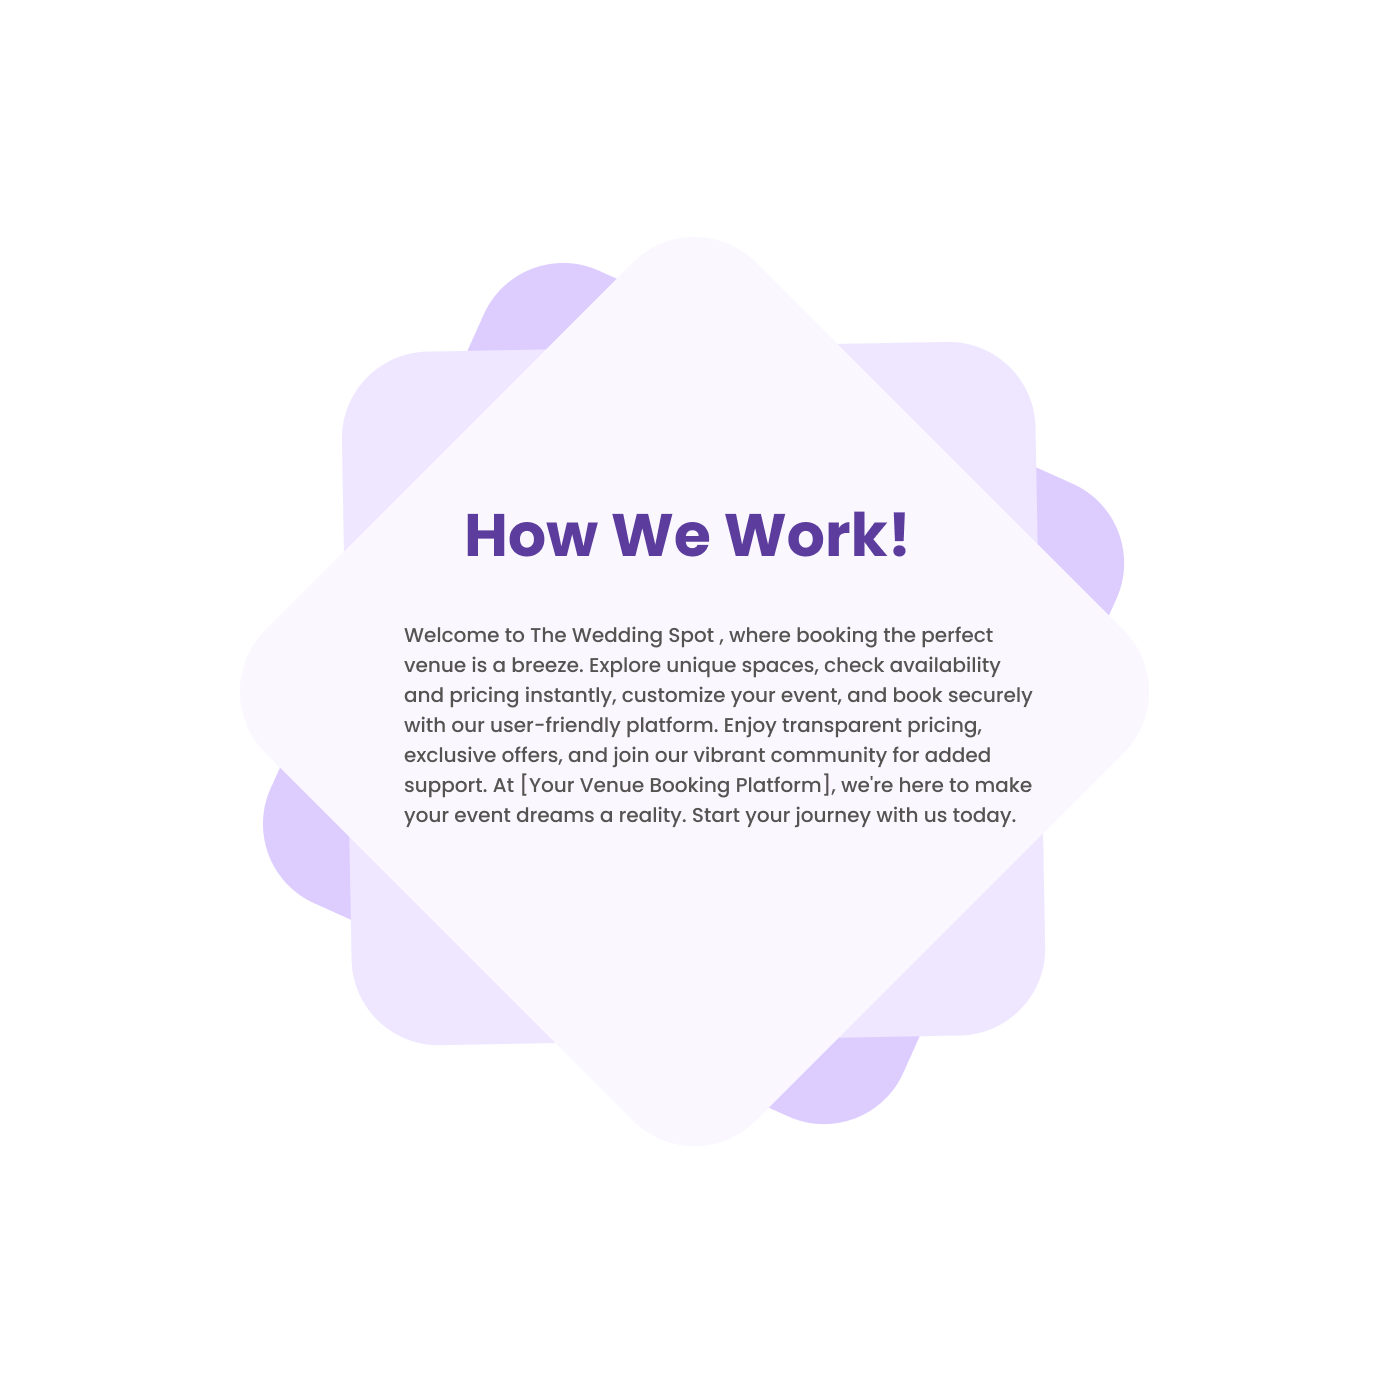 How We Work!
Welcome to The Wedding Spot , where booking the perfect
venue is a breeze. Explore unique spaces, check availability
and pricing instantly, customize your event, and book securely
with our user-friendly platform. Enjoy transparent pricing,
exclusive offers, and join our vibrant community for added
support. At [Your Venue Booking Platform], we're here to make
your event dreams a reality. Start your journey with us today.